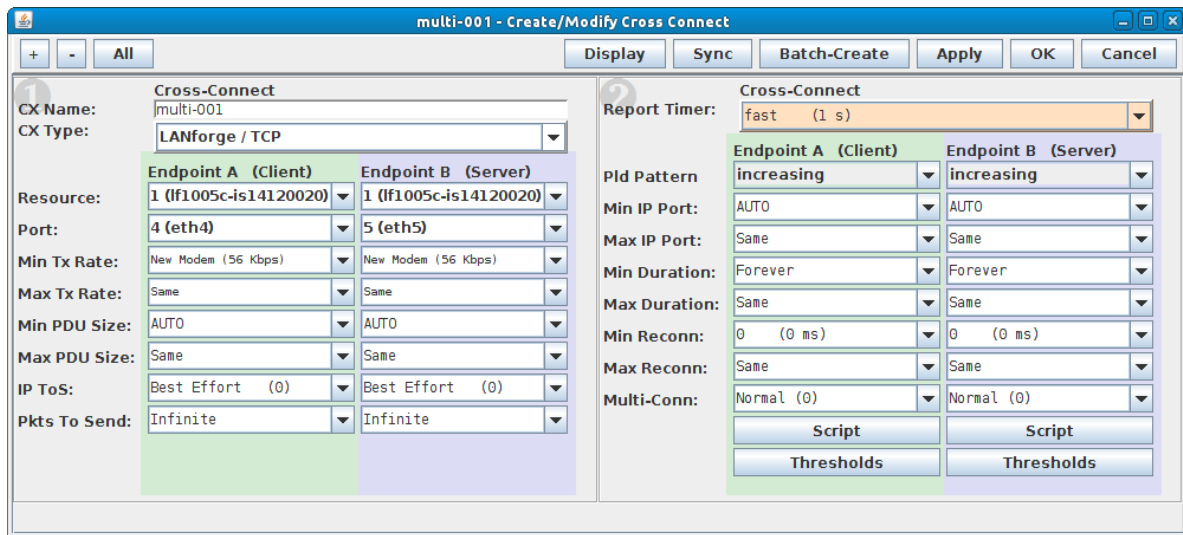 multi-001 - Create/Modify Cross Connect
+ - All Display Sync Batch-Create Apply OK Cancel
1
Cross-Connect
CX Name: multi-001
CX Type: LANforge / TCP
Endpoint A (Client) Endpoint B (Server)
Resource: 1 (lf1005c-is14120020) 1 (lf1005c-is14120020)
Port: 4 (eth4) 5 (eth5)
Min Tx Rate: New Modem (56 Kbps) New Modem (56 Kbps)
Max Tx Rate: Same Same
Min PDU Size: AUTO AUTO
Max PDU Size: Same Same
IP ToS: Best Effort (0) Best Effort (0)
Pkts To Send: Infinite Infinite
2
Cross-Connect
Report Timer: fast (1 s)
Endpoint A (Client) Endpoint B (Server)
Pld Pattern increasing increasing
Min IP Port: AUTO AUTO
Max IP Port: Same Same
Min Duration: Forever Forever
Max Duration: Same Same
Min Reconn: 0 (0 ms) 0 (0 ms)
Max Reconn: Same Same
Multi-Conn: Normal (0) Normal (0)
Script Script
Thresholds Thresholds